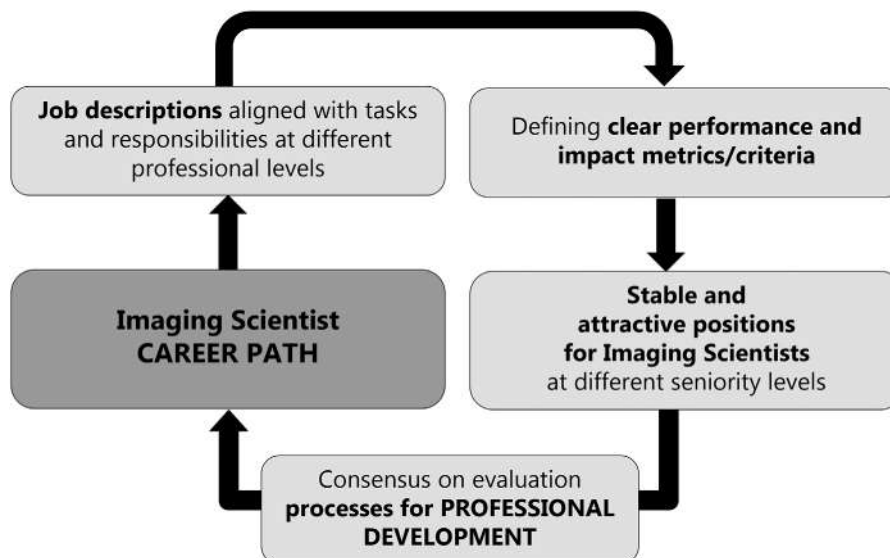 Job descriptions aligned with tasks
and responsibilities at different
professional levels
Defining clear performance and
impact metrics/criteria
Imaging Scientist
CAREER PATH
Stable and
attractive positions
for Imaging Scientists
at different seniority levels
Consensus on evaluation
processes for PROFESSIONAL
DEVELOPMENT